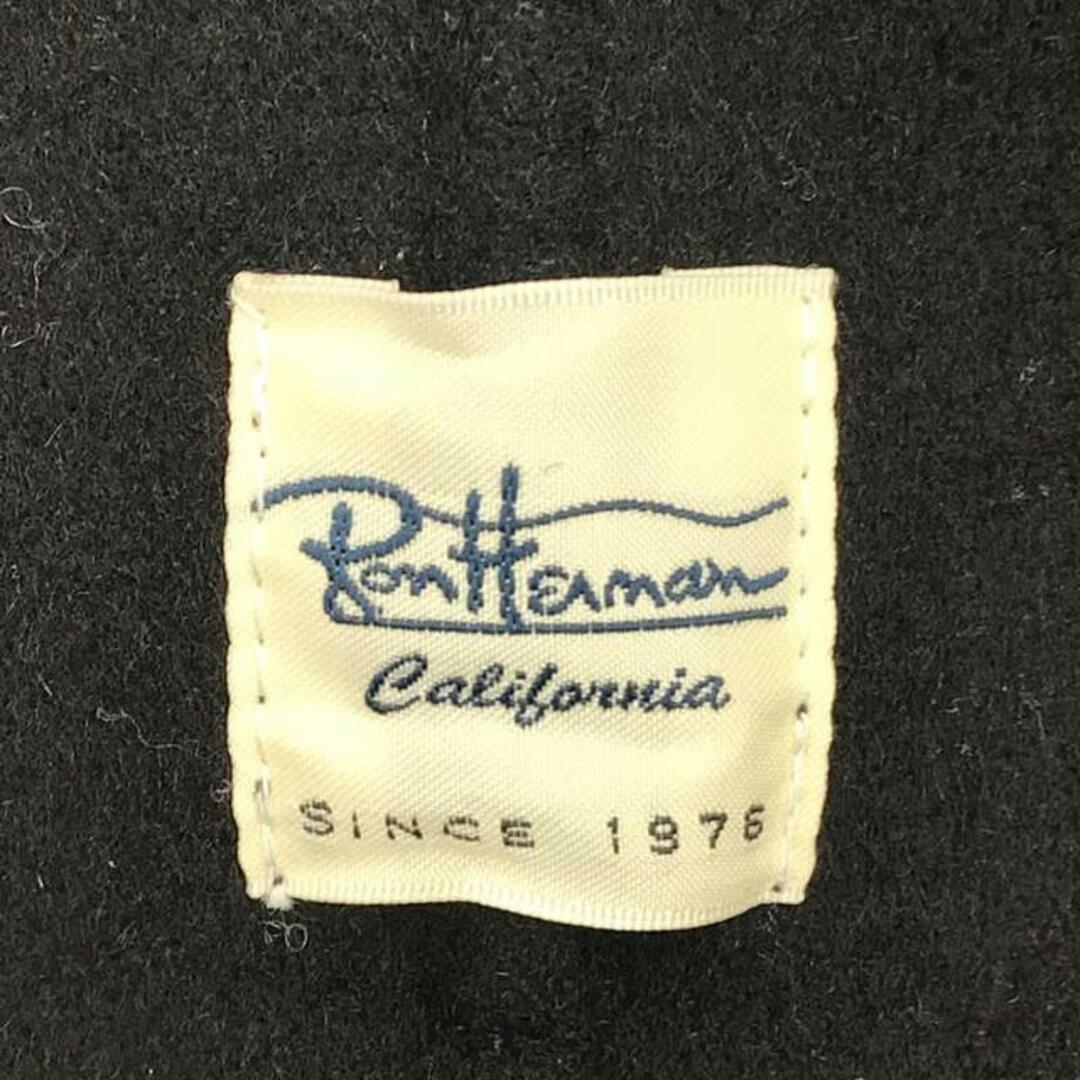 Ron Herman
California
SINCE 1976